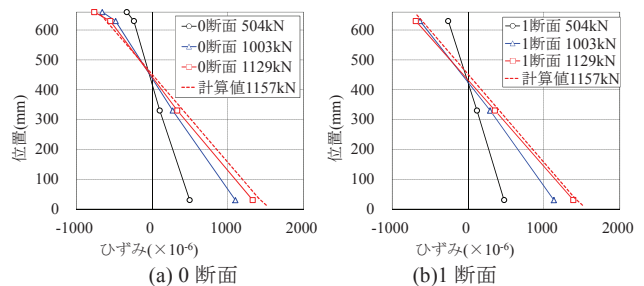 600
500
400
300
200
100
0
位置(mm)
-1000
0
1000
2000
ひずみ(×10-6)
0断面 504kN
0断面 1003kN
0断面 1129kN
計算値1157kN
(a) 0 断面
600
500
400
300
200
100
0
位置(mm)
-1000
0
1000
2000
ひずみ(×10-6)
1断面 504kN
1断面 1003kN
1断面 1129kN
計算値1157kN
(b)1 断面